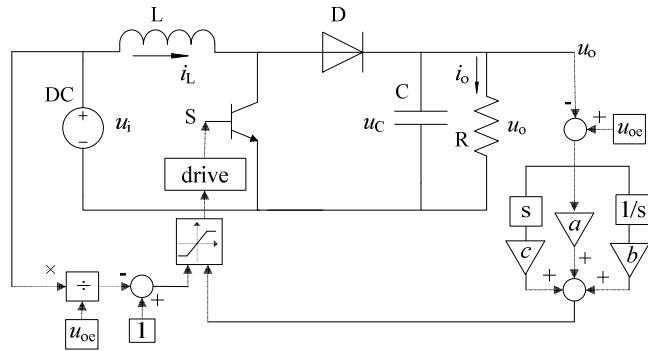 L
D
i_L
i_o
u_o
DC
u_i
S
C
u_C
R
u_o
-
+
u_oe
drive
s
a
1/s
c
b
+
+
+
×
÷
-
+
u_oe
1